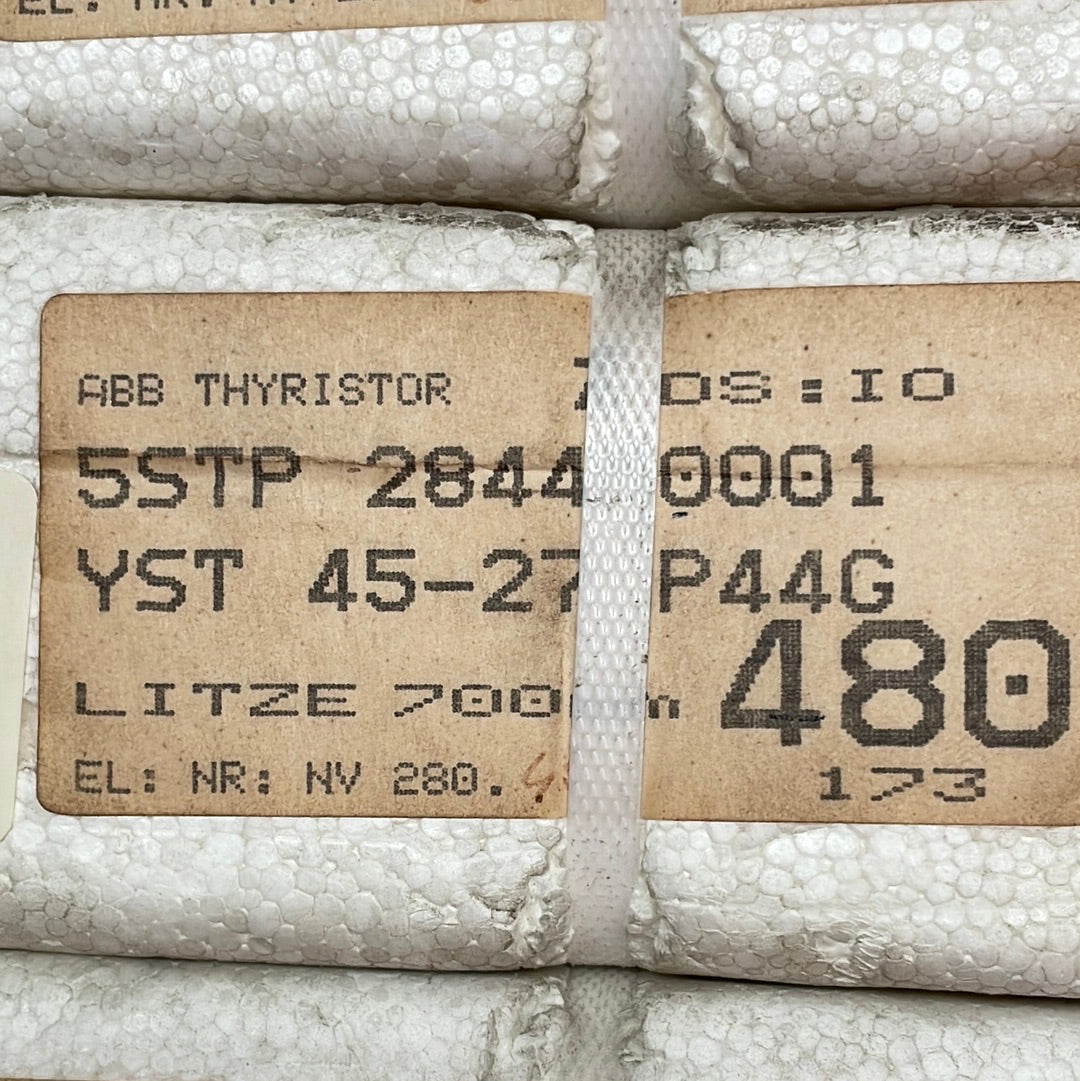 ABB THYRISTOR DS:IO
5STP 2844 0001
YST 45-27 P44G
480
LITZE 700 m
EL: NR: NV 280.
173